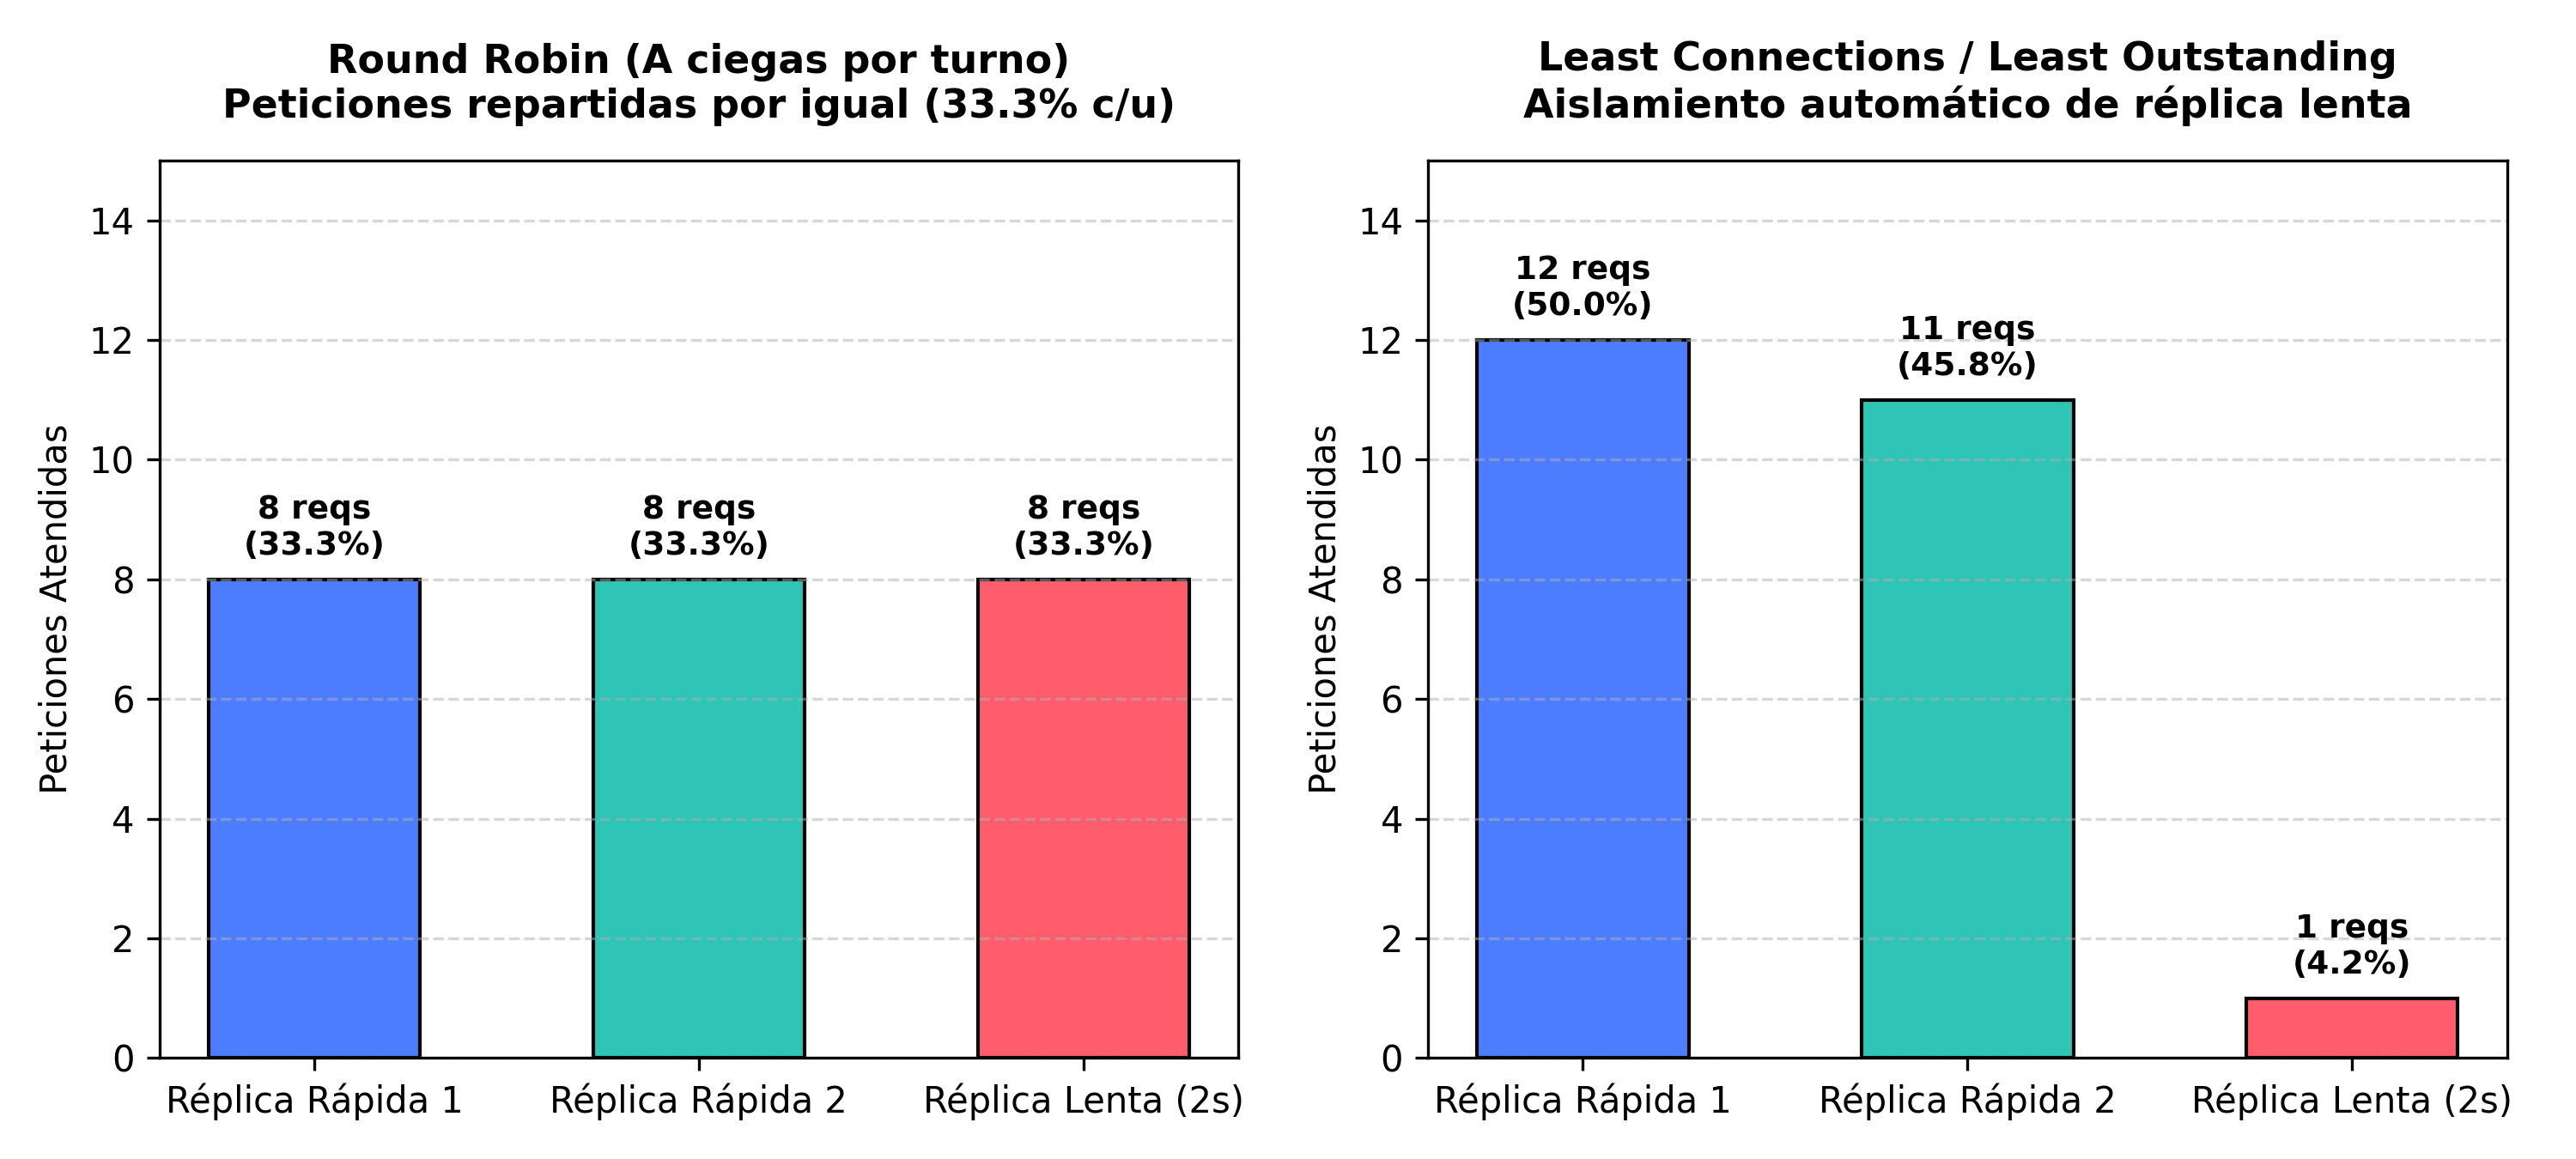 Round Robin (A ciegas por turno)
Peticiones repartidas por igual (33.3% c/u)
Peticiones Atendidas
14
12
10
8
6
4
2
0
8 reqs
(33.3%)
8 reqs
(33.3%)
8 reqs
(33.3%)
Réplica Rápida 1
Réplica Rápida 2
Réplica Lenta (2s)
Least Connections / Least Outstanding
Aislamiento automático de réplica lenta
Peticiones Atendidas
14
12
10
8
6
4
2
0
12 reqs
(50.0%)
11 reqs
(45.8%)
1 reqs
(4.2%)
Réplica Rápida 1
Réplica Rápida 2
Réplica Lenta (2s)